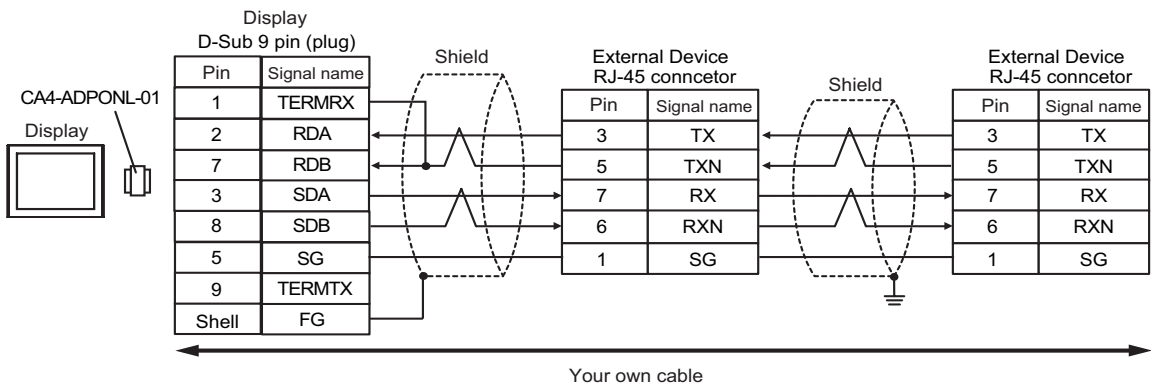 Display
D-Sub 9 pin (plug)
Pin Signal name
1 TERMRX
2 RDA
7 RDB
3 SDA
8 SDB
5 SG
9 TERMTX
Shell FG
CA4-ADPONL-01
Display
Shield
External Device
RJ-45 conncetor
Pin Signal name
3 TX
5 TXN
7 RX
6 RXN
1 SG
Shield
External Device
RJ-45 conncetor
Pin Signal name
3 TX
5 TXN
7 RX
6 RXN
1 SG
Your own cable